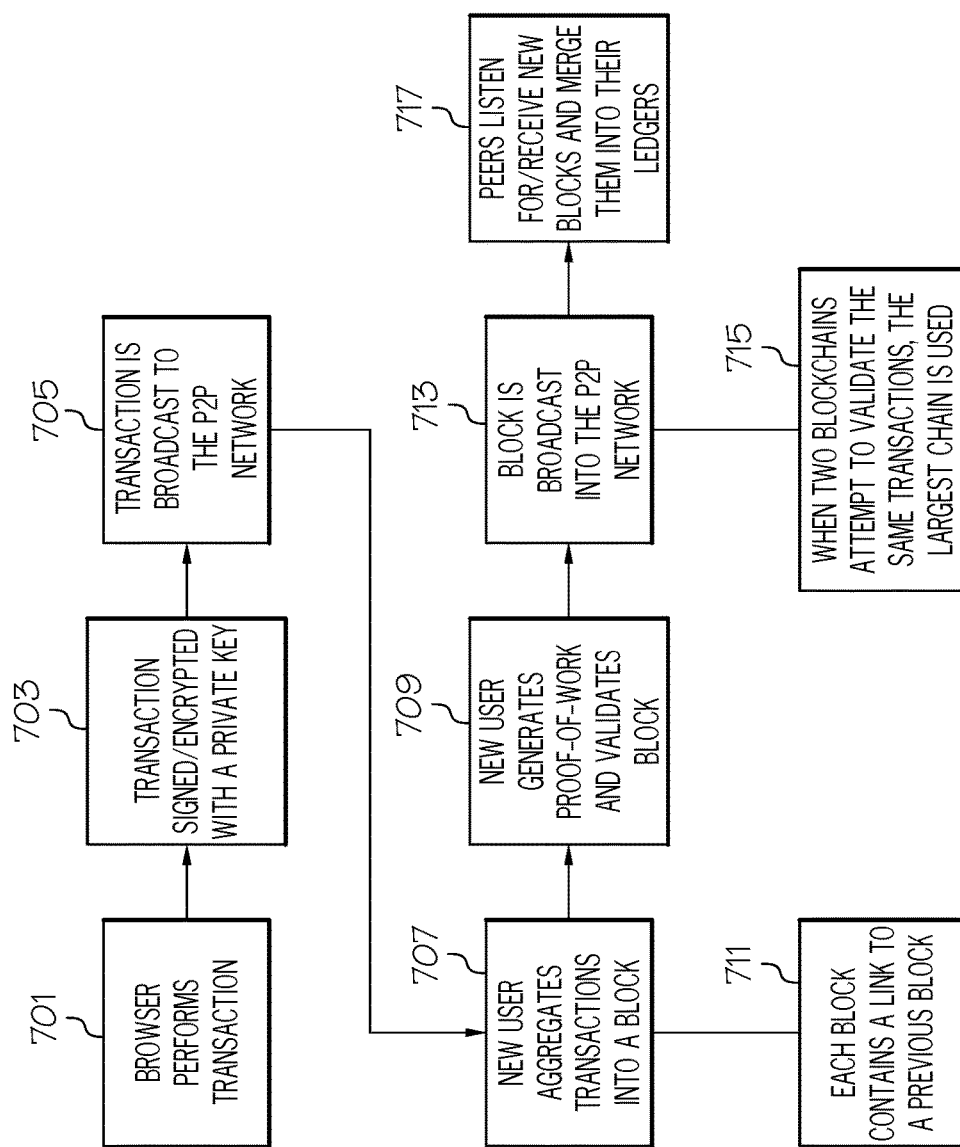 701
BROWSER
PERFORMS
TRANSACTION
703
TRANSACTION
SIGNED/ENCRYPTED
WITH A PRIVATE KEY
705
TRANSACTION IS
BROADCAST TO
THE P2P
NETWORK
707
NEW USER
AGGREGATES
TRANSACTIONS
INTO A BLOCK
709
NEW USER
GENERATES
PROOF-OF-WORK
AND VALIDATES
BLOCK
713
BLOCK IS
BROADCAST
INTO THE P2P
NETWORK
717
PEERS LISTEN
FOR/RECEIVE NEW
BLOCKS AND MERGE
THEM INTO THEIR
LEDGERS
711
EACH BLOCK
CONTAINS A LINK TO
A PREVIOUS BLOCK
715
WHEN TWO BLOCKCHAINS
ATTEMPT TO VALIDATE THE
SAME TRANSACTIONS, THE
LARGEST CHAIN IS USED